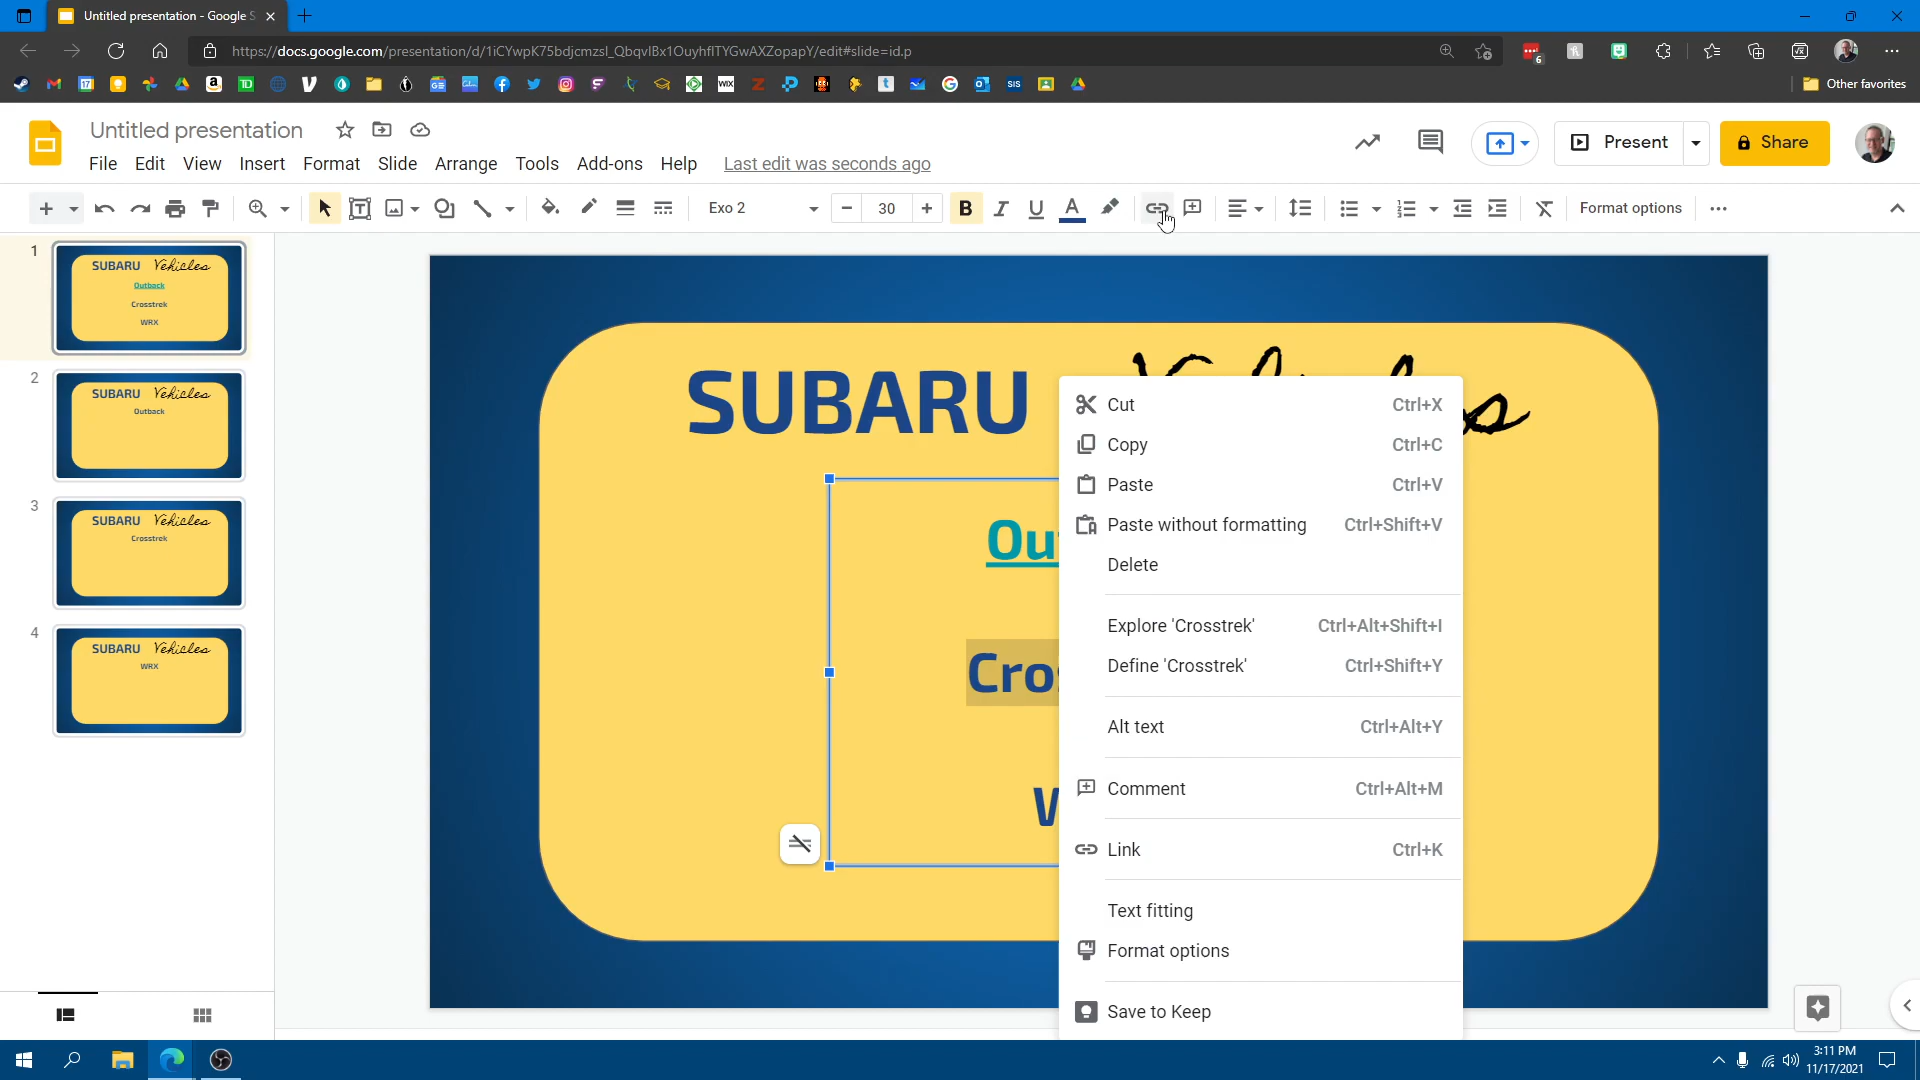 Untitled presentation - Google S
https://docs.google.com/presentation/d/1iCYwpK75bdjcmzsl_QbqvlBx1OuyhflTYGwAXZopapY/edit#slide=id.p
6
17
TD
WIX
SIS
Other favorites
Untitled presentation
File Edit View Insert Format Slide Arrange Tools Add-ons Help Last edit was seconds ago
Present
Share
Exo 2
30
B I U A
Format options
1
SUBARU Vehicles
Outback
Crosstrek
WRX
2
SUBARU Vehicles
Outback
3
SUBARU Vehicles
Crosstrek
4
SUBARU Vehicles
WRX
SUBARU
Cut Ctrl+X
Copy Ctrl+C
Paste Ctrl+V
Paste without formatting Ctrl+Shift+V
Delete
Explore 'Crosstrek' Ctrl+Alt+Shift+I
Define 'Crosstrek' Ctrl+Shift+Y
Alt text Ctrl+Alt+Y
Comment Ctrl+Alt+M
Link Ctrl+K
Text fitting
Format options
Save to Keep
3:11 PM
11/17/2021